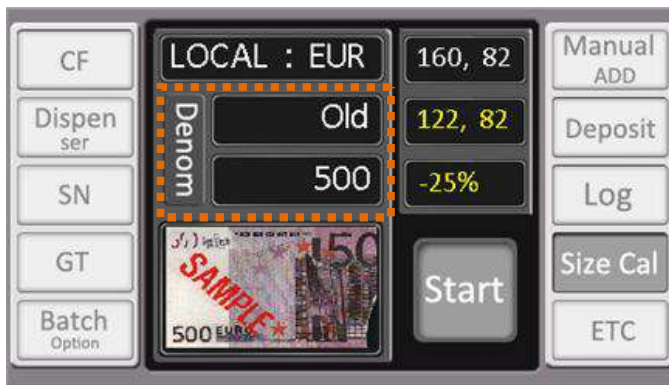 CF
Dispen
ser
SN
GT
Batch
Option
LOCAL : EUR
Denom
Old
500
160, 82
122, 82
-25%
SAMPLE
500 EURO
Start
Manual
ADD
Deposit
Log
Size Cal
ETC